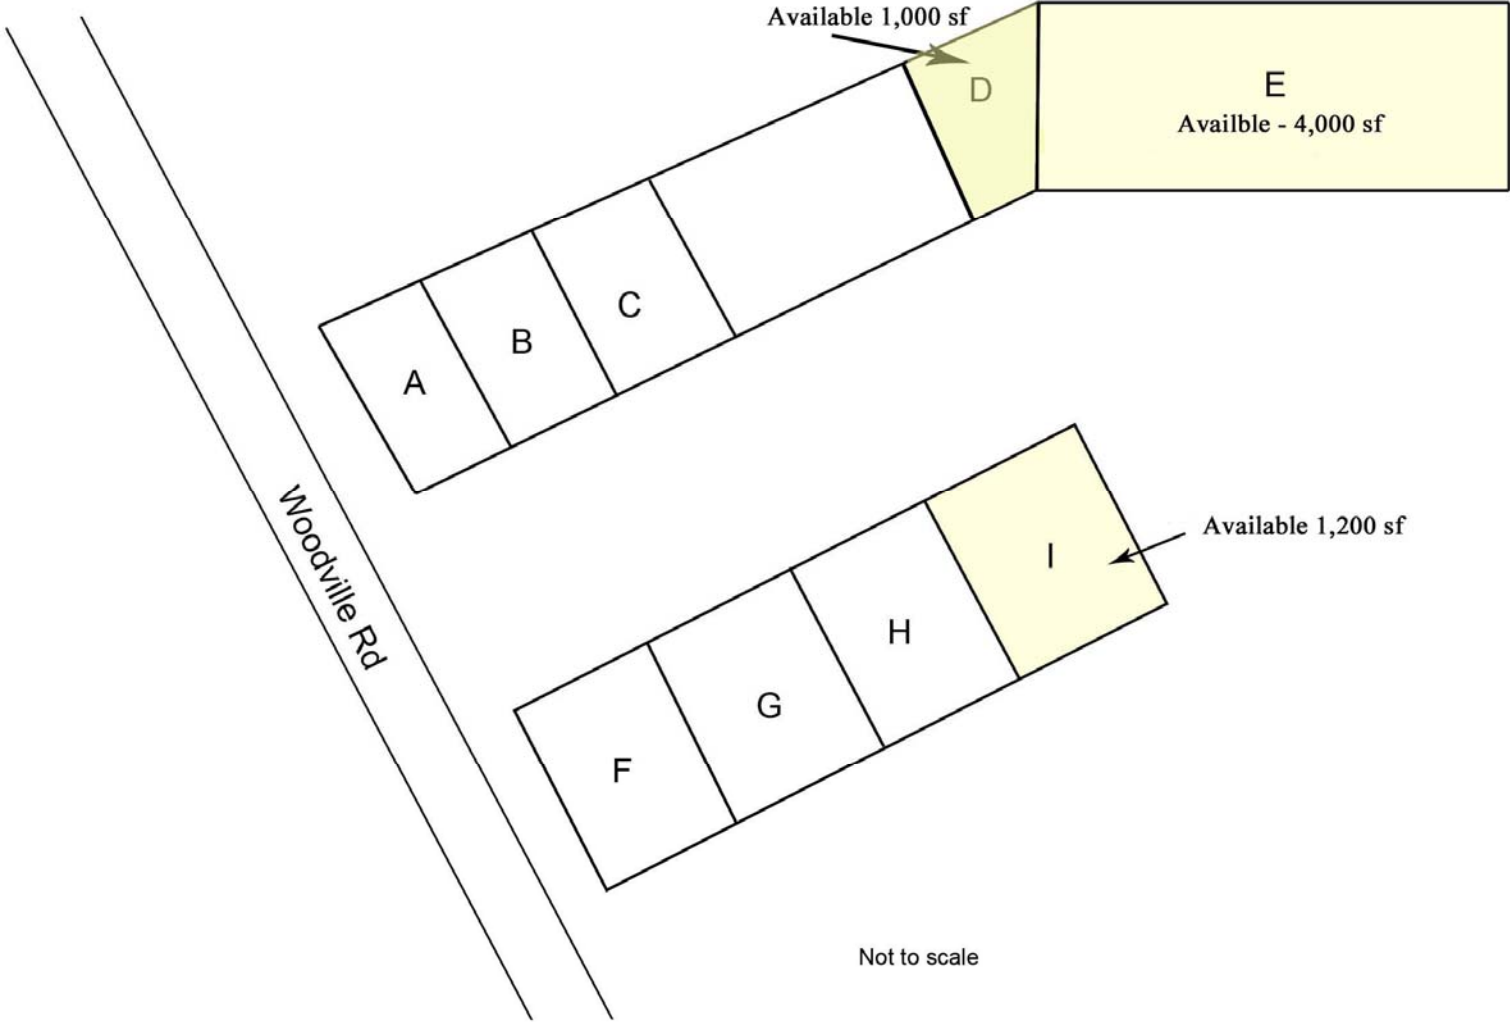 Available 1,000 sf
D
E
Availble - 4,000 sf
C
B
A
Woodville Rd
Available 1,200 sf
I
H
G
F
Not to scale